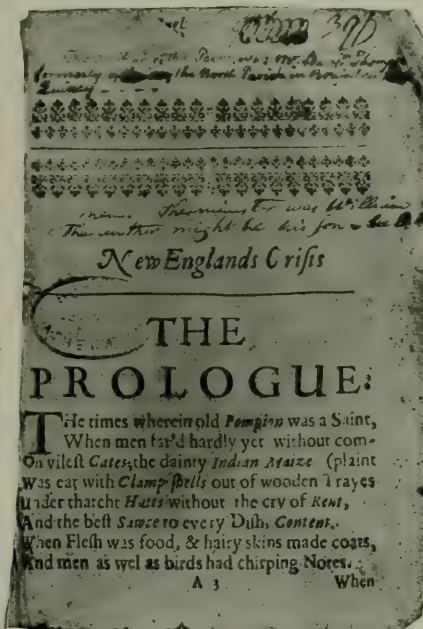 formerly the North Parish in
New Englands Crisis
THE
PROLOGUE:
THe times wherein old Pompion was a Saint,
When men far'd hardly yet without com-
On vilest Cates; the dainty Indian Maize (plaint
Was eat with Clamp-shells out of wooden Trayes
Under thatcht Hutts without the cry of Rent,
And the best Sawce to every Dish, Content.
When Flesh was food, & hairy skins made coats,
And men as wel as birds had chirping Notes.
A 3 When
was William
The author might be his son